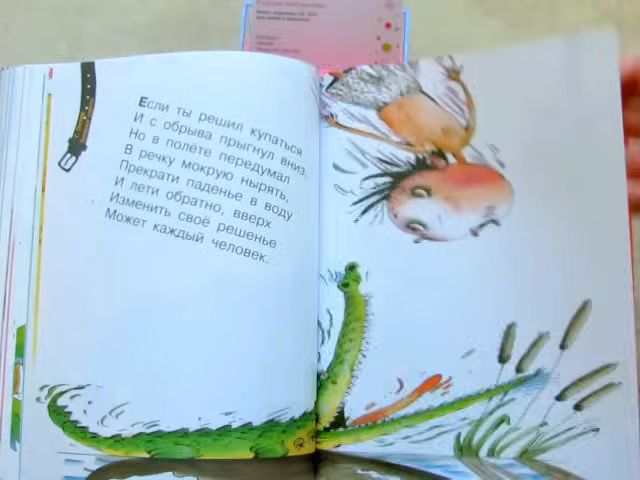 Если ты решил купаться
И с обрыва прыгнул вниз,
Но в полёте передумал
В речку мокрую нырять,
Прекрати паденье в воду
И лети обратно, вверх
Изменить своё решенье
Может каждый человек.